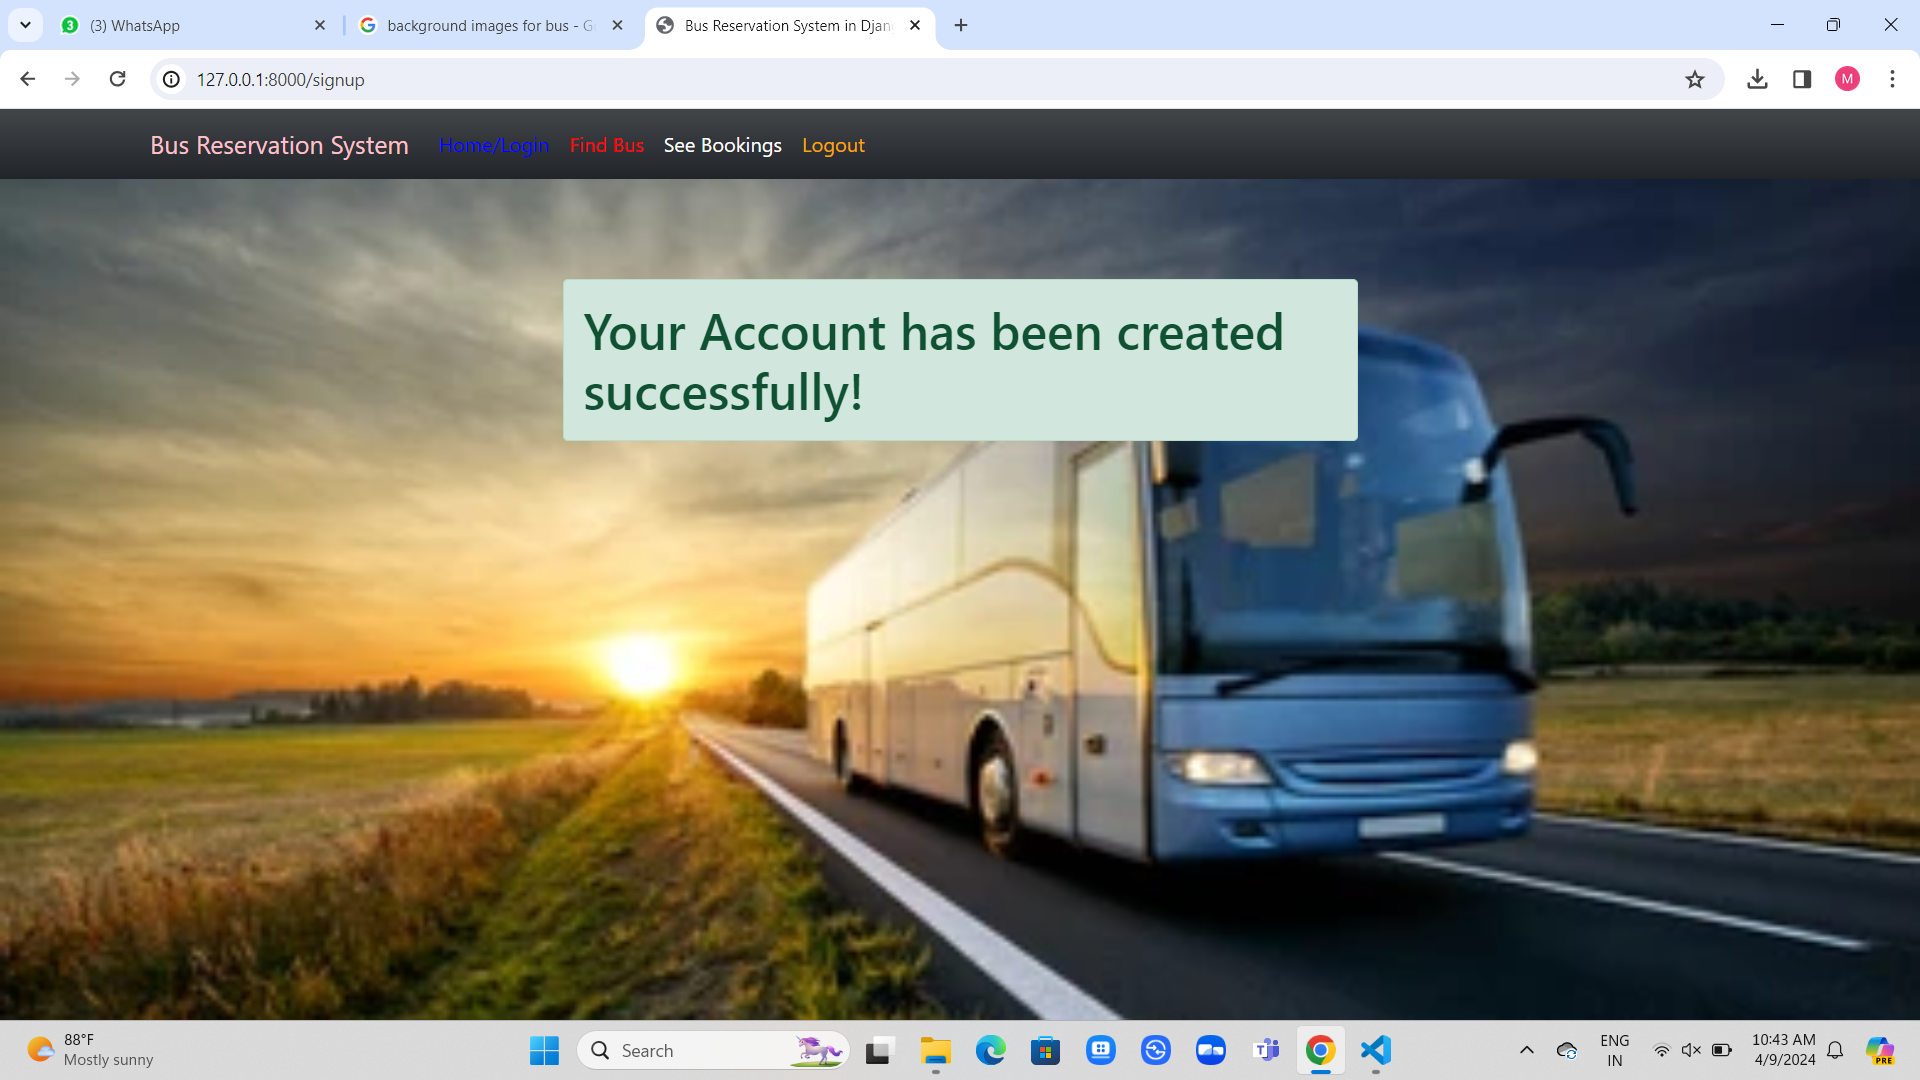 (3) WhatsApp
background images for bus - G
Bus Reservation System in Djan
127.0.0.1:8000/signup
M
Bus Reservation System
Home/Login
Find Bus
See Bookings
Logout
Your Account has been created
successfully!
88°F
Mostly sunny
Search
ENG
IN
10:43 AM
4/9/2024
PRE